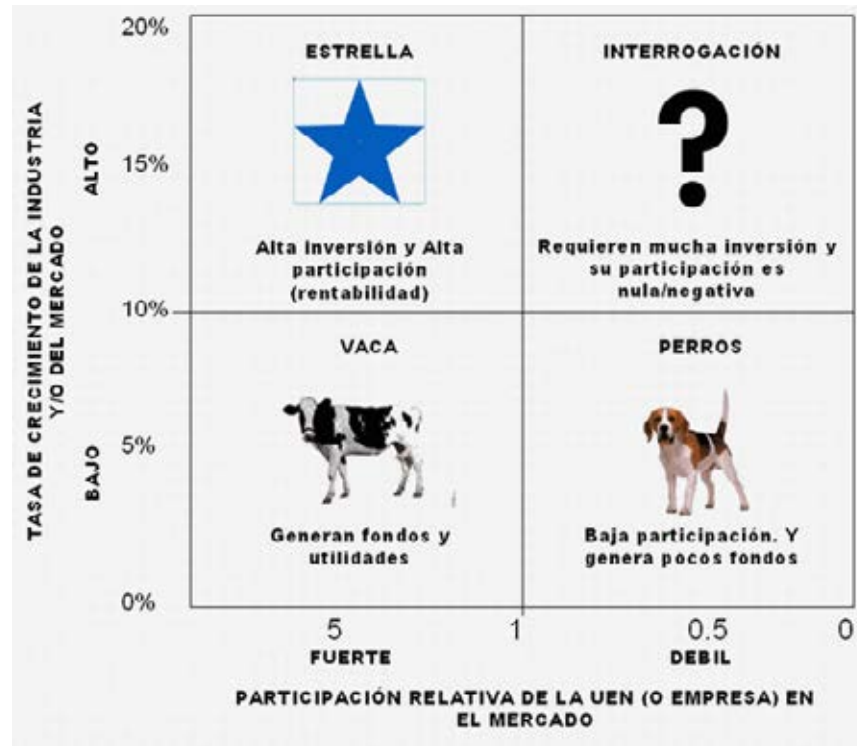 20%
ESTRELLA
INTERROGACIÓN
?
15%
ALTO
Alta inversión y Alta
participación
(rentabilidad)
Requieren mucha inversión y
su participación es
nula/negativa
TASA DE CRECIMIENTO DE LA INDUSTRIA
Y/O DEL MERCADO
10%
VACA
PERROS
5%
BAJO
Generan fondos y
utilidades
Baja participación. Y
genera pocos fondos
0%
5
1
0.5
0
FUERTE
DEBIL
PARTICIPACIÓN RELATIVA DE LA UEN (O EMPRESA) EN
EL MERCADO